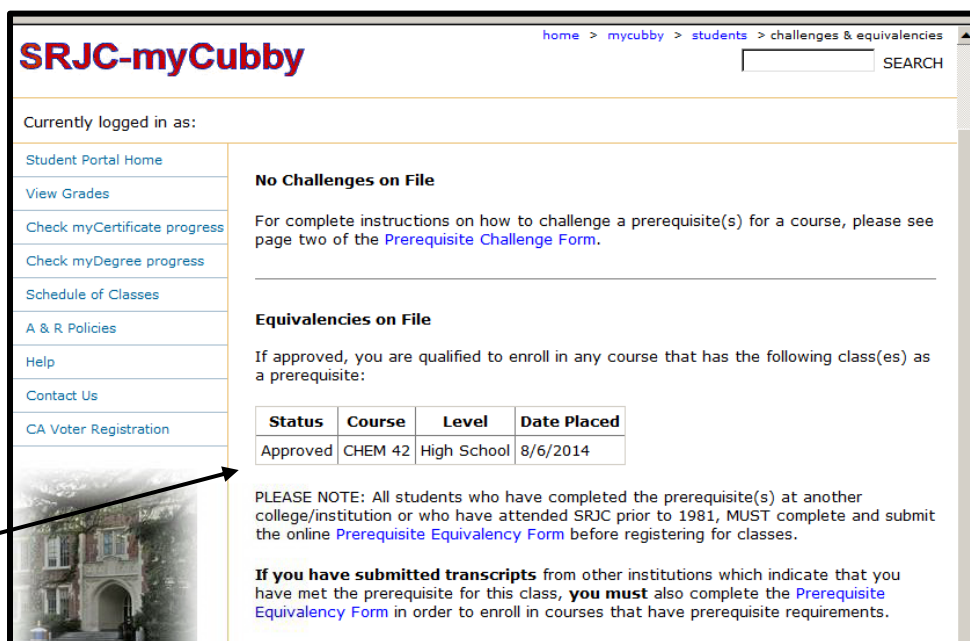 home > mycubby > students > challenges & equivalencies
SRJC-myCubby
SEARCH
Currently logged in as:
Student Portal Home
View Grades
Check myCertificate progress
Check myDegree progress
Schedule of Classes
A & R Policies
Help
Contact Us
CA Voter Registration
No Challenges on File
For complete instructions on how to challenge a prerequisite(s) for a course, please see
page two of the Prerequisite Challenge Form.
Equivalencies on File
If approved, you are qualified to enroll in any course that has the following class(es) as
a prerequisite:
Status Course Level Date Placed
Approved CHEM 42 High School 8/6/2014
PLEASE NOTE: All students who have completed the prerequisite(s) at another
college/institution or who have attended SRJC prior to 1981, MUST complete and submit
the online Prerequisite Equivalency Form before registering for classes.
If you have submitted transcripts from other institutions which indicate that you
have met the prerequisite for this class, you must also complete the Prerequisite
Equivalency Form in order to enroll in courses that have prerequisite requirements.